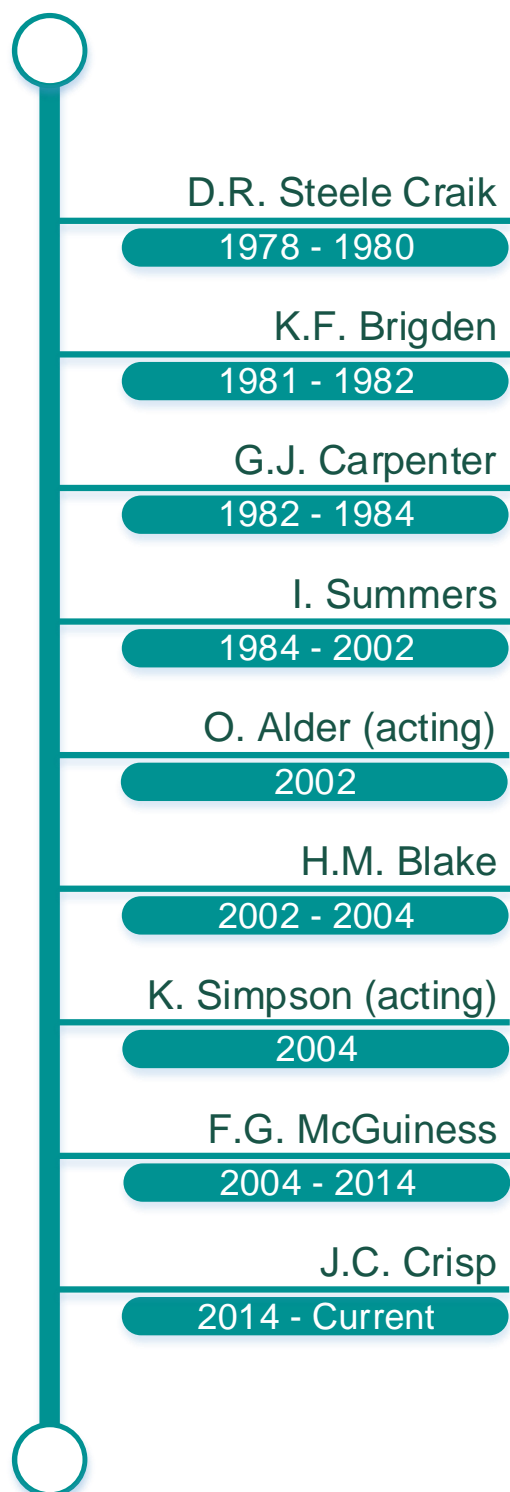 D.R. Steele Craik
1978 - 1980
K.F. Brigden
1981 - 1982
G.J. Carpenter
1982 - 1984
I. Summers
1984 - 2002
O. Alder (acting)
2002
H.M. Blake
2002 - 2004
K. Simpson (acting)
2004
F.G. McGuiness
2004 - 2014
J.C. Crisp
2014 - Current